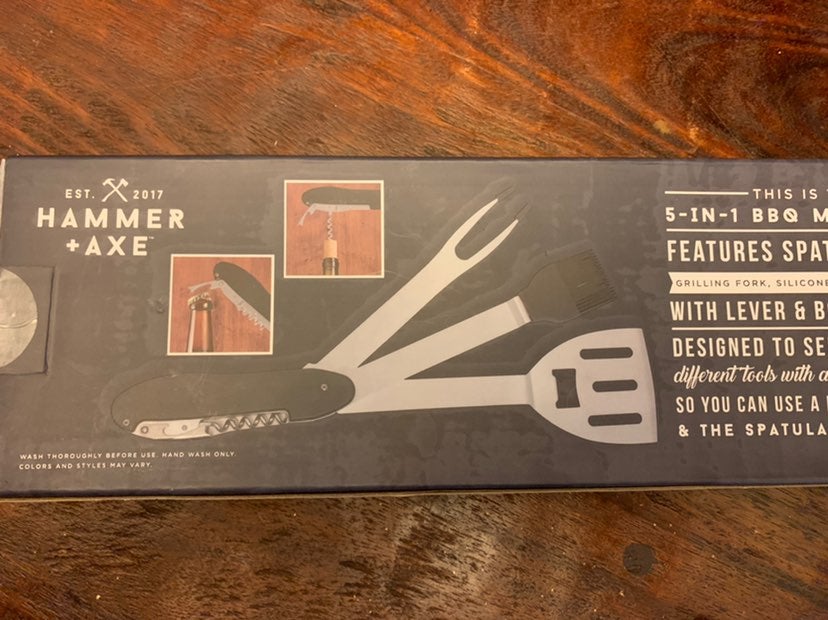 EST. 2017
HAMMER
+AXE™
WASH THOROUGHLY BEFORE USE. HAND WASH ONLY.
COLORS AND STYLES MAY VARY.
THIS IS
5-IN-1 BBQ M
FEATURES SPAT
GRILLING FORK, SILICONE
WITH LEVER & B
DESIGNED TO SE
different tools with a
SO YOU CAN USE A
& THE SPATULA